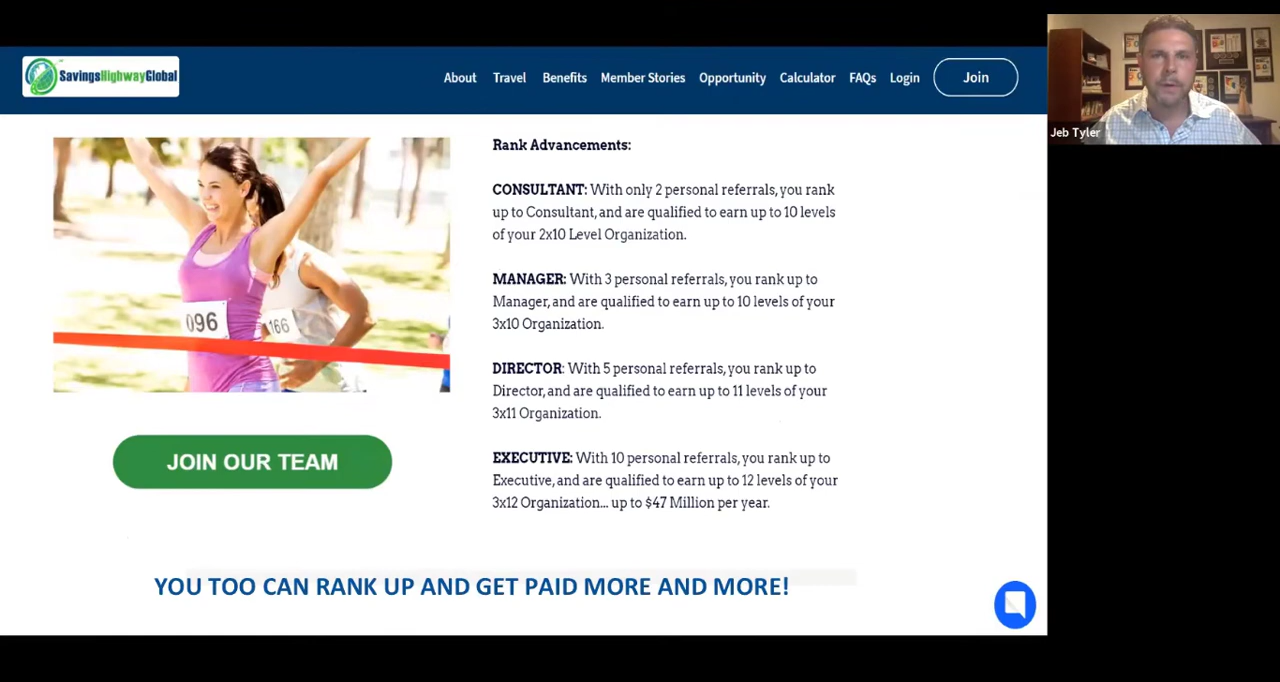 SavingsHighwayGlobal
About Travel Benefits Member Stories Opportunity Calculator FAQs Login Join
Jeb Tyler
Rank Advancements:
CONSULTANT: With only 2 personal referrals, you rank
up to Consultant, and are qualified to earn up to 10 levels
of your 2x10 Level Organization.
MANAGER: With 3 personal referrals, you rank up to
Manager, and are qualified to earn up to 10 levels of your
3x10 Organization.
DIRECTOR: With 5 personal referrals, you rank up to
Director, and are qualified to earn up to 11 levels of your
3x11 Organization.
EXECUTIVE: With 10 personal referrals, you rank up to
Executive, and are qualified to earn up to 12 levels of your
3x12 Organization... up to $47 Million per year.
096
166
JOIN OUR TEAM
YOU TOO CAN RANK UP AND GET PAID MORE AND MORE!